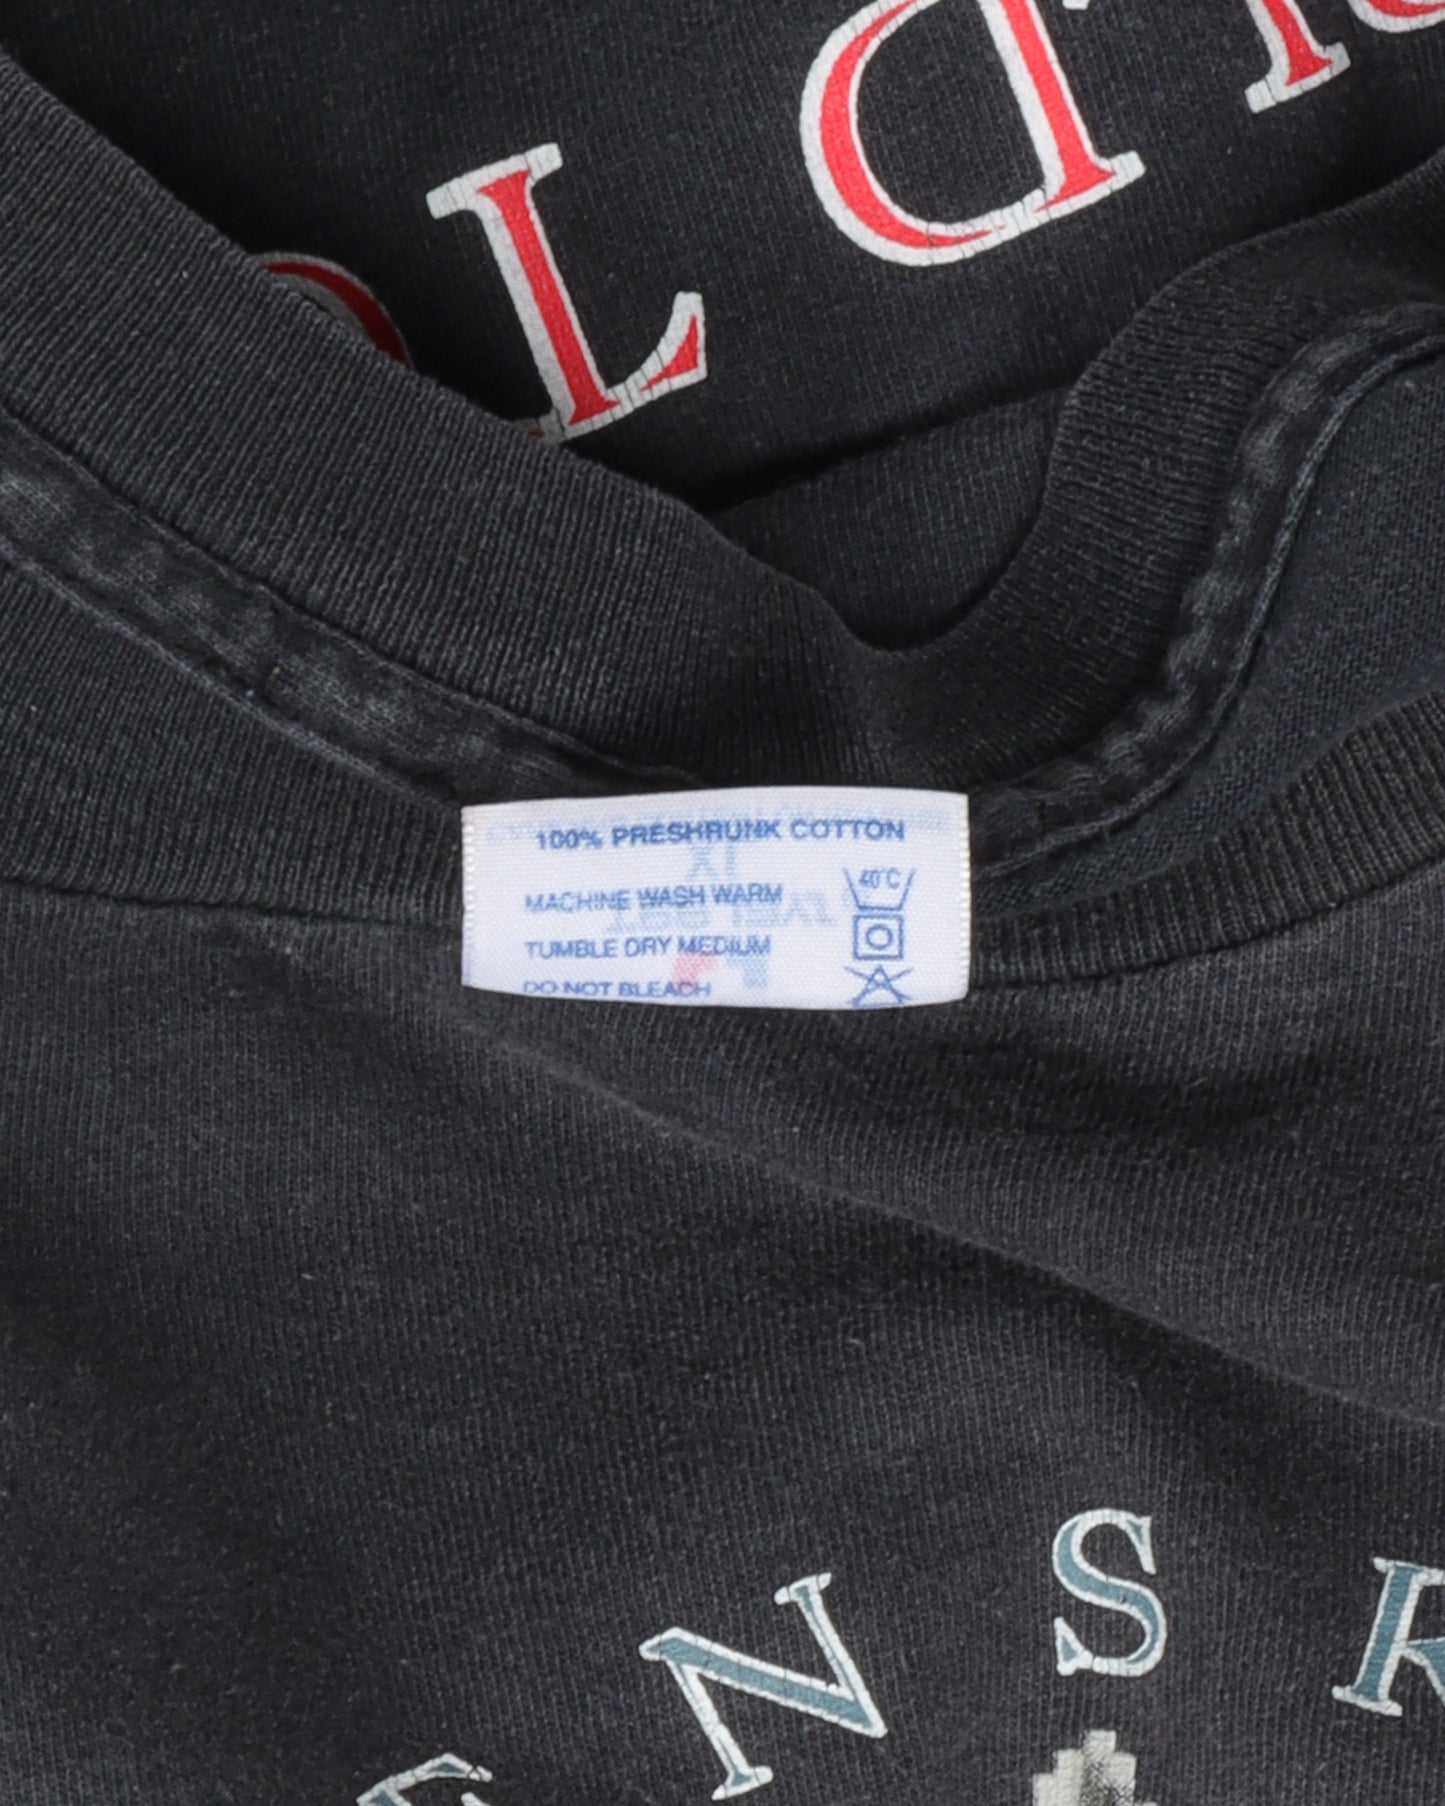 L D
100% PRESHRUNK COTTON
MACHINE WASH WARM
40°C
TUMBLE DRY MEDIUM
DO NOT BLEACH
E N S R